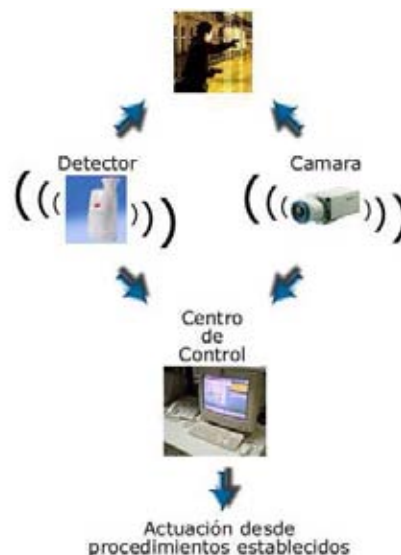 Detector
Camara
Centro
de
Control
Actuación desde
procedimientos establecidos